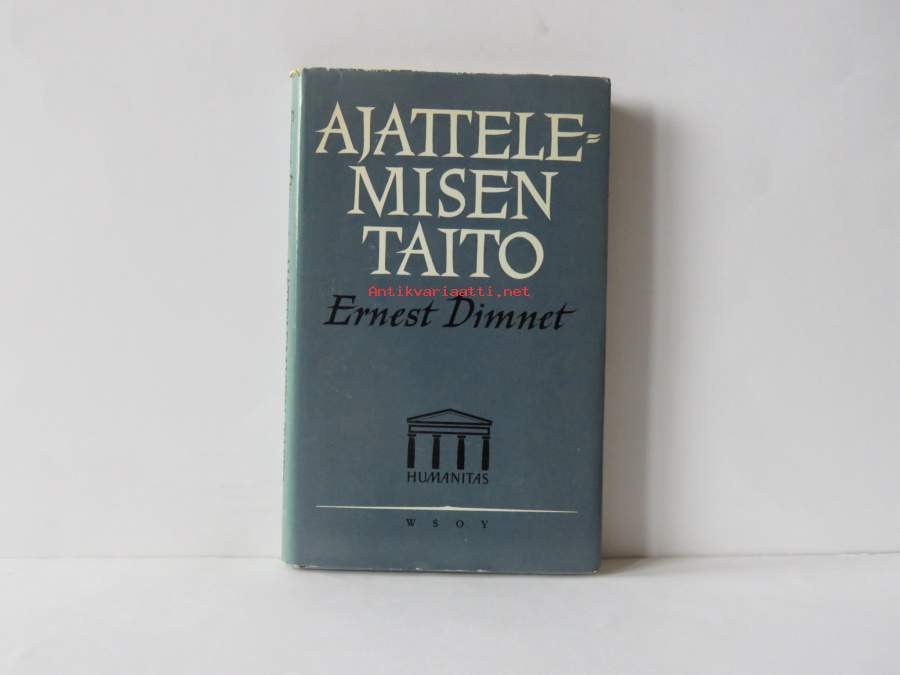 AJATTELE=
MISEN
TAITO
Antikvariaatti.net
Ernest Dimnet
HUMANITAS
WSOY